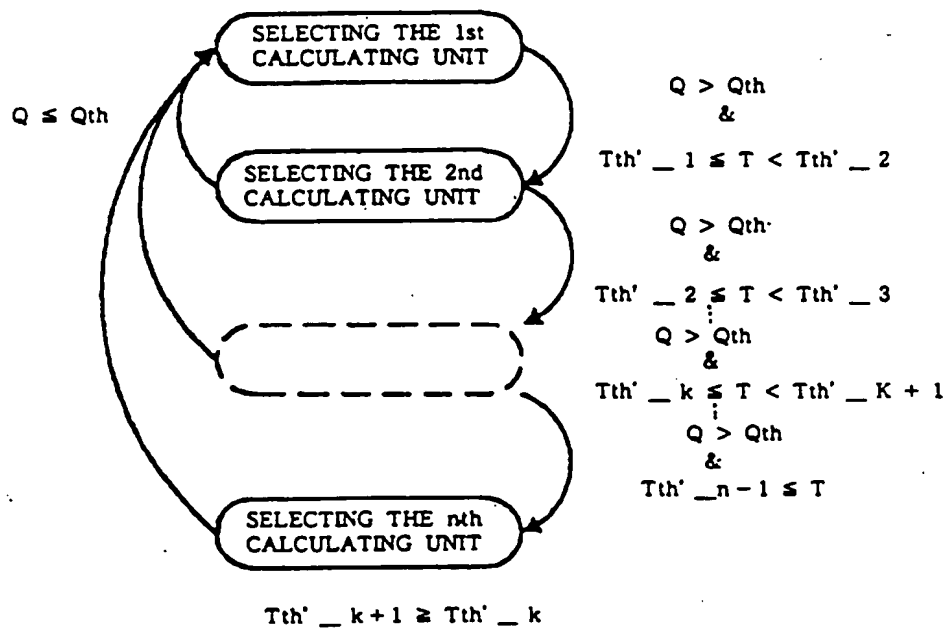 SELECTING THE 1st
CALCULATING UNIT
Q ≤ Qth
Q > Qth
&
Tth' _ 1 ≤ T < Tth' _ 2
SELECTING THE 2nd
CALCULATING UNIT
Q > Qth
&
Tth' _ 2 ≤ T < Tth' _ 3
Q > Qth
&
Tth' _ k ≤ T < Tth' _ K + 1
Q > Qth
&
Tth' _ n - 1 ≤ T
SELECTING THE nth
CALCULATING UNIT
Tth' _ k + 1 ≥ Tth' _ k